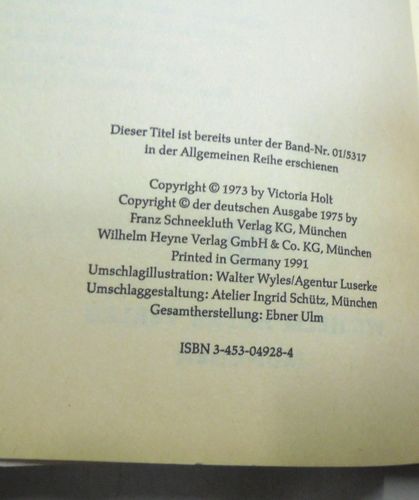 Dieser Titel ist bereits unter der Band-Nr. 01/5317
in der Allgemeinen Reihe erschienen
Copyright © 1973 by Victoria Holt
Copyright © der deutschen Ausgabe 1975 by
Franz Schneekluth Verlag KG, München
Wilhelm Heyne Verlag GmbH & Co. KG, München
Printed in Germany 1991
Umschlagillustration: Walter Wyles/Agentur Luserke
Umschlaggestaltung: Atelier Ingrid Schütz, München
Gesamtherstellung: Ebner Ulm
ISBN 3-453-04928-4